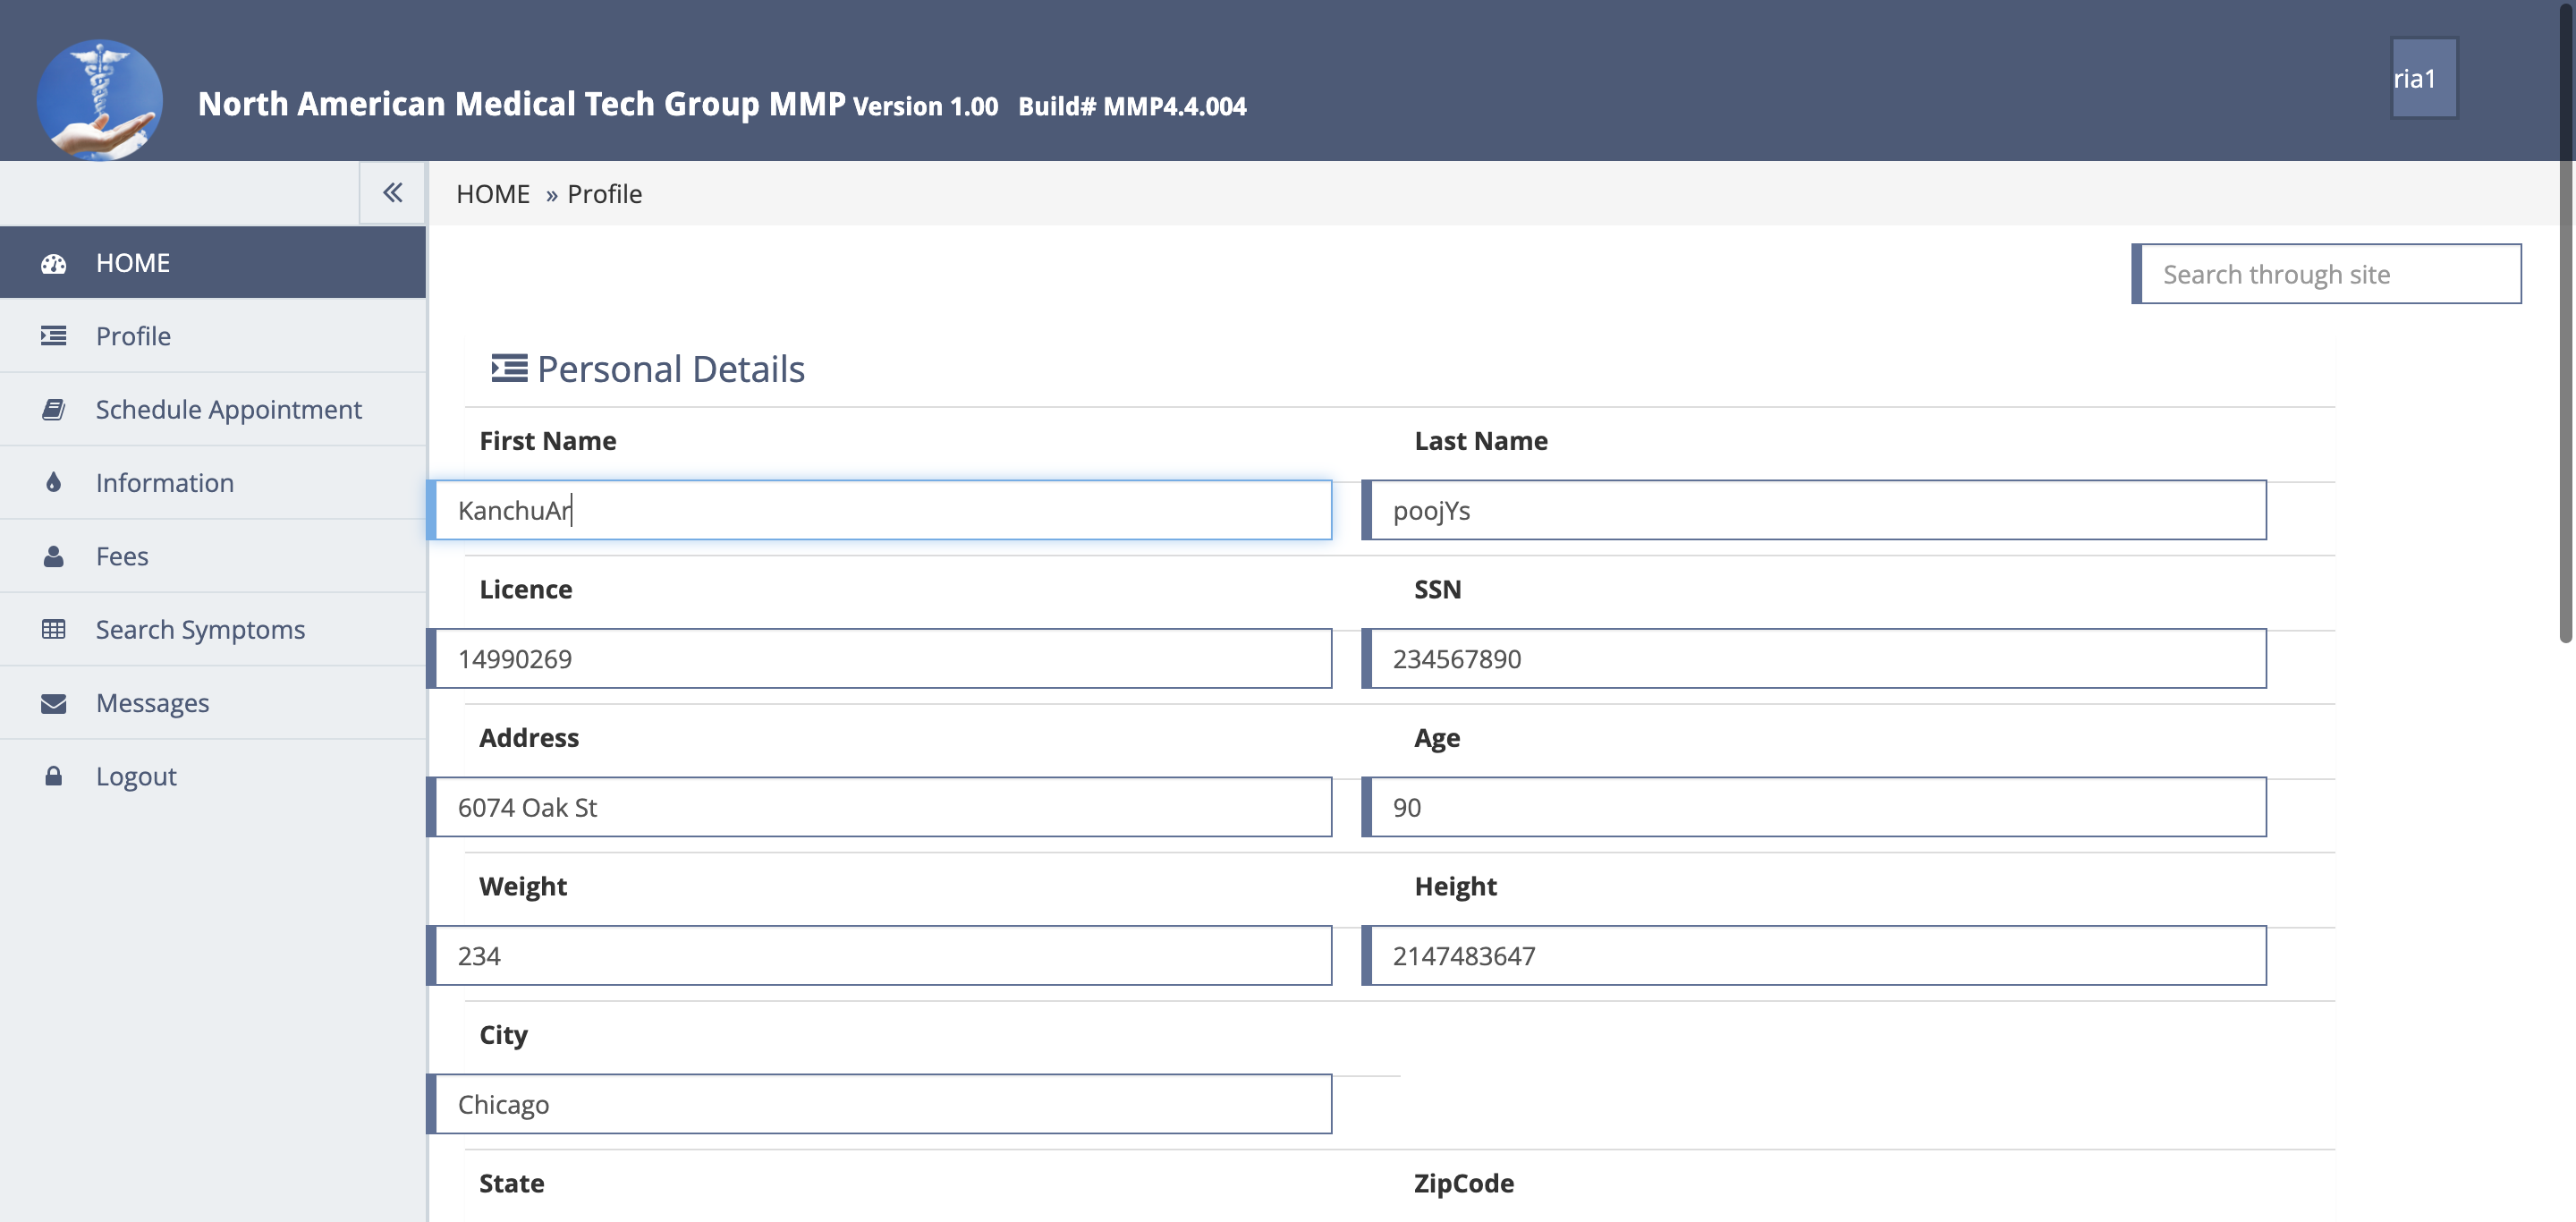 North American Medical Tech Group MMP Version 1.00 Build# MMP4.4.004
ria1
HOME » Profile
HOME
Profile
Schedule Appointment
Information
Fees
Search Symptoms
Messages
Logout
Search through site
Personal Details
First Name Last Name
KanchuAr poojYs
Licence SSN
14990269 234567890
Address Age
6074 Oak St 90
Weight Height
234 2147483647
City
Chicago
State ZipCode